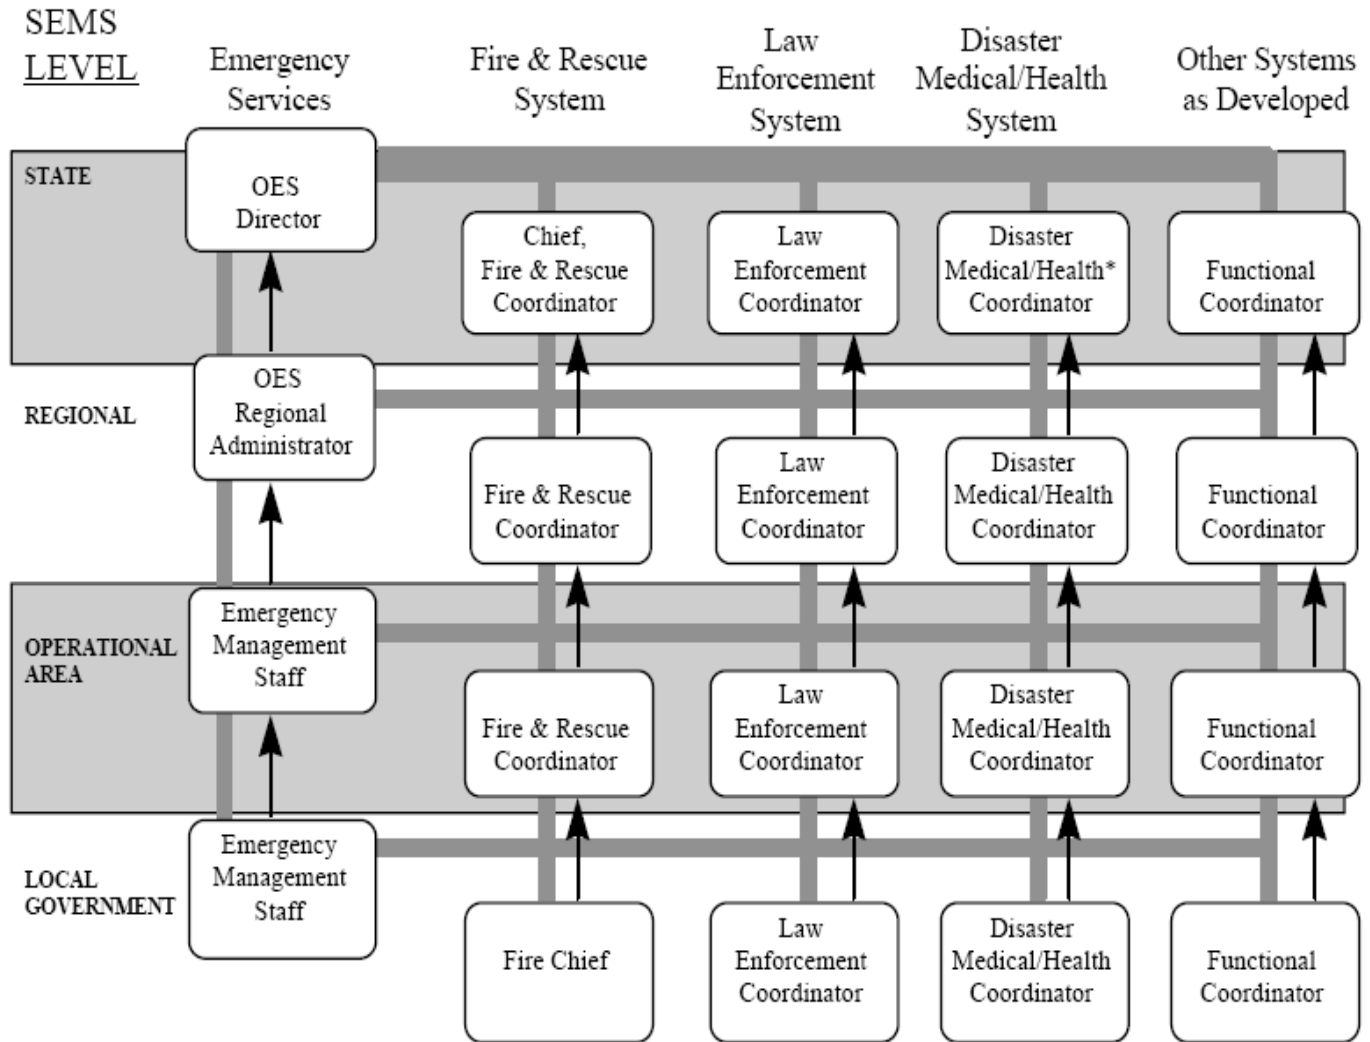 SEMS
LEVEL
Emergency
Services
Fire & Rescue
System
Law
Enforcement
System
Disaster
Medical/Health
System
Other Systems
as Developed
STATE
OES
Director
Chief,
Fire & Rescue
Coordinator
Law
Enforcement
Coordinator
Disaster
Medical/Health*
Coordinator
Functional
Coordinator
REGIONAL
OES
Regional
Administrator
Fire & Rescue
Coordinator
Law
Enforcement
Coordinator
Disaster
Medical/Health
Coordinator
Functional
Coordinator
OPERATIONAL
AREA
Emergency
Management
Staff
Fire & Rescue
Coordinator
Law
Enforcement
Coordinator
Disaster
Medical/Health
Coordinator
Functional
Coordinator
LOCAL
GOVERNMENT
Emergency
Management
Staff
Fire Chief
Law
Enforcement
Coordinator
Disaster
Medical/Health
Coordinator
Functional
Coordinator